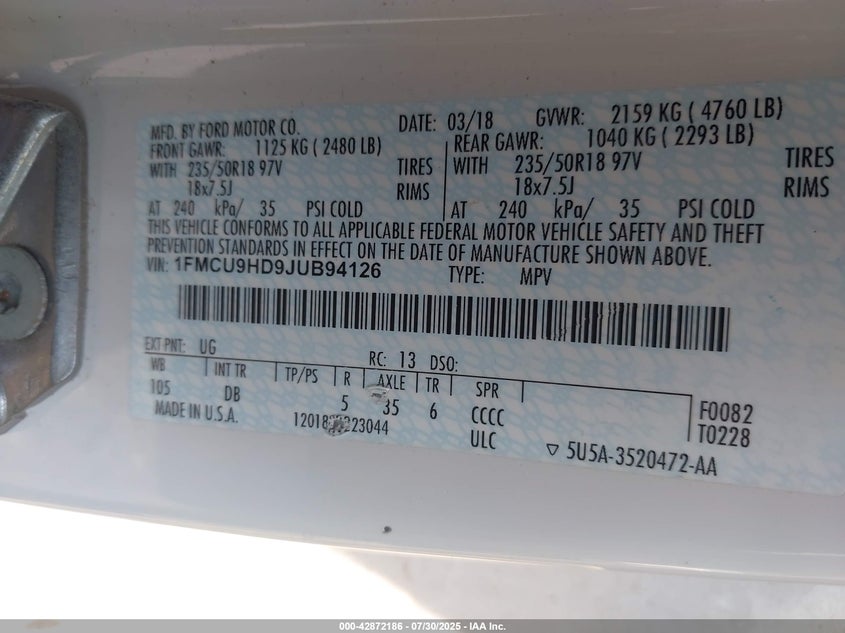 MFD. BY FORD MOTOR CO. DATE: 03/18 GVWR: 2159 KG ( 4760 LB)
FRONT GAWR: 1125 KG ( 2480 LB) REAR GAWR: 1040 KG ( 2293 LB)
WITH 235/50R18 97V TIRES WITH 235/50R18 97V TIRES
18x7.5J RIMS 18x7.5J RIMS
AT 240 kPa/ 35 PSI COLD AT 240 kPa/ 35 PSI COLD
THIS VEHICLE CONFORMS TO ALL APPLICABLE FEDERAL MOTOR VEHICLE SAFETY AND THEFT
PREVENTION STANDARDS IN EFFECT ON THE DATE OF MANUFACTURE SHOWN ABOVE.
VIN: 1FMCU9HD9JUB94126 TYPE: MPV
EXT PNT: UG RC: 13 DSO:
WB INT TR TP/PS R AXLE TR SPR
105 DB 5 35 6 CCCC F0082
MADE IN U.S.A. ULC T0228
▽ 5U5A-3520472-AA
000-42872186 - 07/30/2025 - IAA Inc.